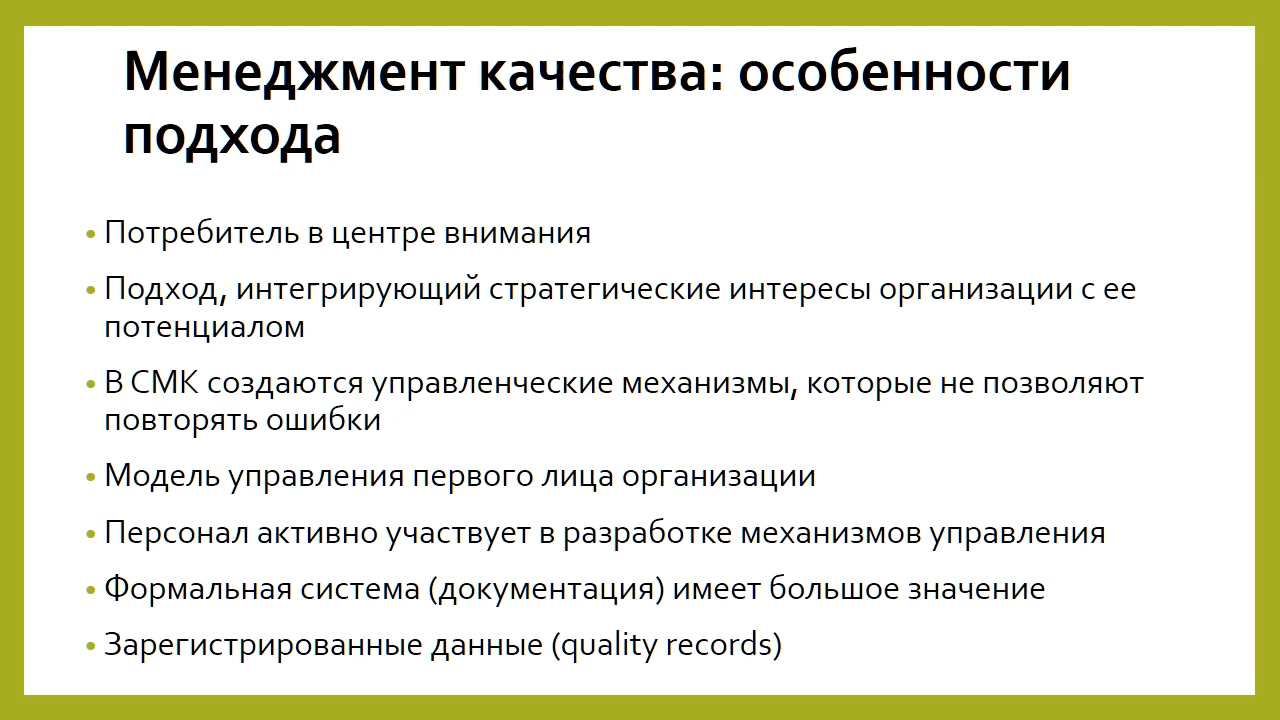 Менеджмент качества: особенности
подхода
• Потребитель в центре внимания
• Подход, интегрирующий стратегические интересы организации с ее
потенциалом
• В СМК создаются управленческие механизмы, которые не позволяют
повторять ошибки
• Модель управления первого лица организации
• Персонал активно участвует в разработке механизмов управления
• Формальная система (документация) имеет большое значение
• Зарегистрированные данные (quality records)